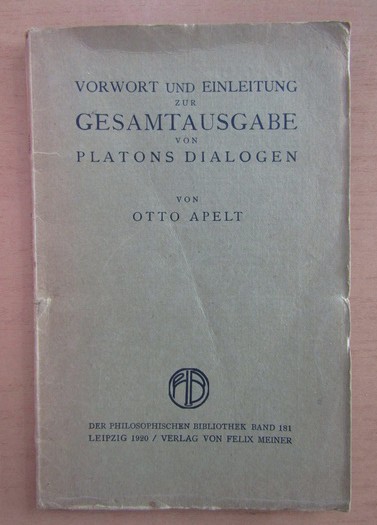 VORWORT UND EINLEITUNG
ZUR
GESAMTAUSGABE
VON
PLATONS DIALOGEN
VON
OTTO APELT
PHB
DER PHILOSOPHISCHEN BIBLIOTHEK BAND 181
LEIPZIG 1920 / VERLAG VON FELIX MEINER